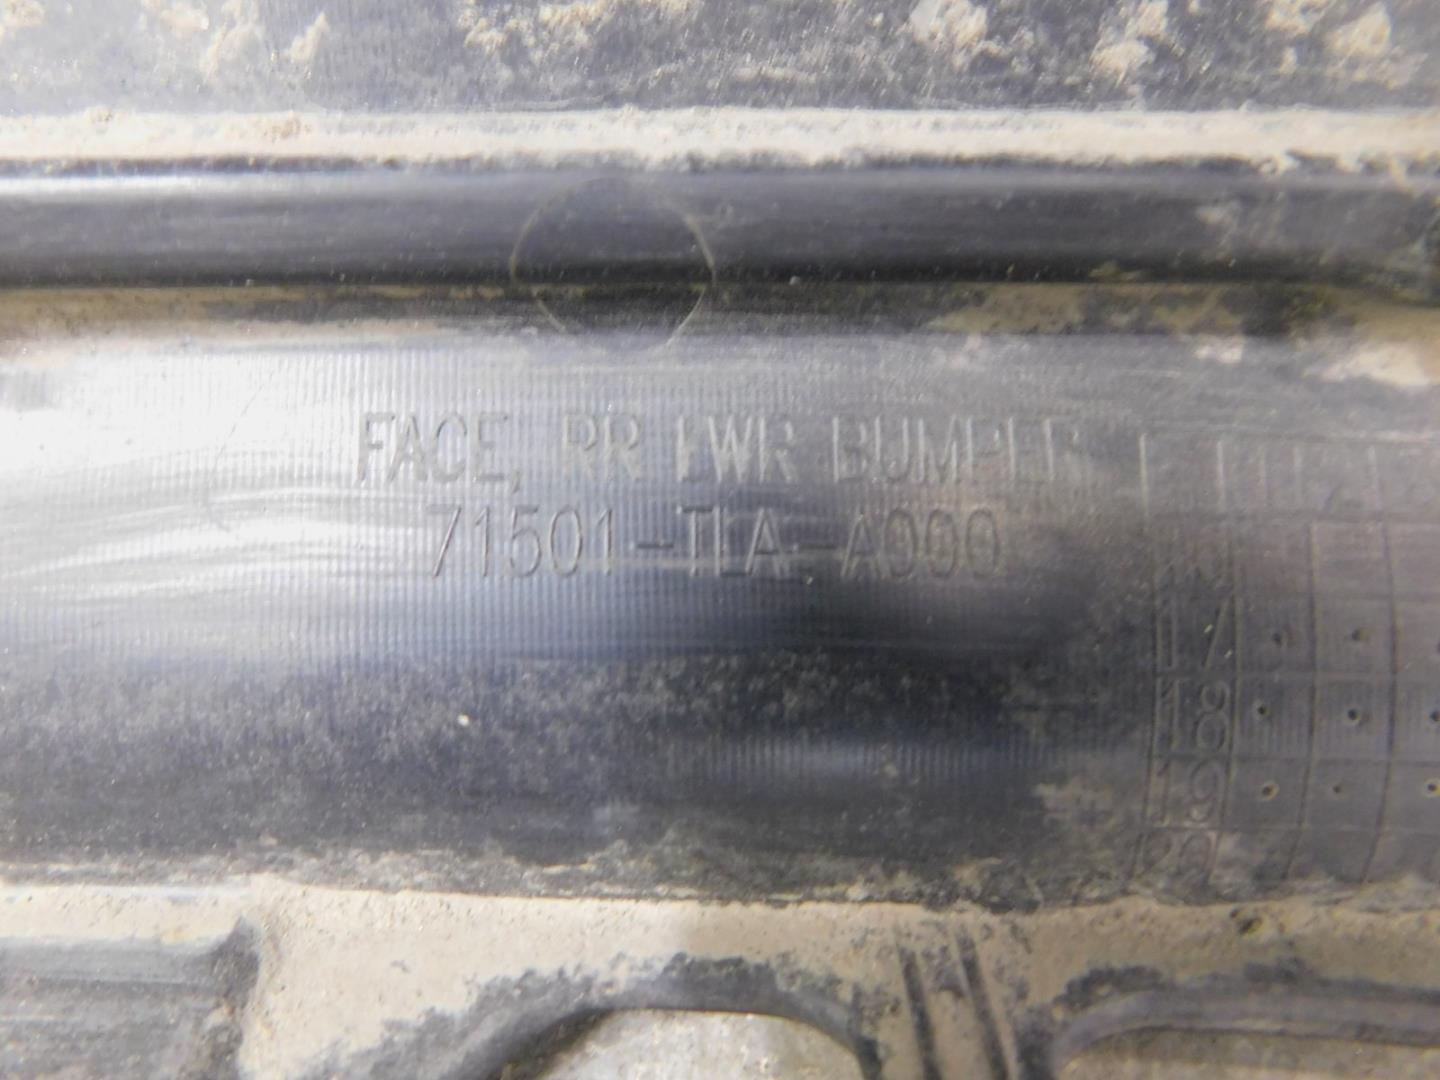 FACE, RR LWR BUMPER
71501-TLA-A000
17
18
19
20